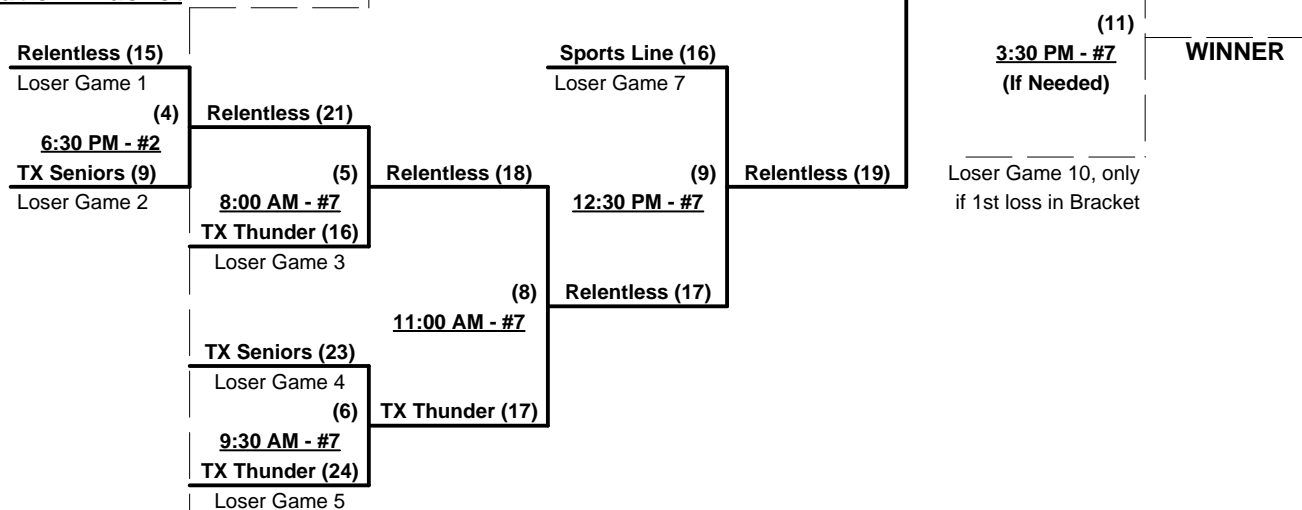 (11)
Relentless (15)
Sports Line (16)
3:30 PM - #7
WINNER
Loser Game 1
Loser Game 7
(If Needed)
(4)
Relentless (21)
6:30 PM - #2
TX Seniors (9)
(5)
Relentless (18)
(9)
Relentless (19)
Loser Game 10, only
Loser Game 2
8:00 AM - #7
12:30 PM - #7
if 1st loss in Bracket
TX Thunder (16)
Loser Game 3
(8)
Relentless (17)
11:00 AM - #7
TX Seniors (23)
Loser Game 4
(6)
TX Thunder (17)
9:30 AM - #7
TX Thunder (24)
Loser Game 5